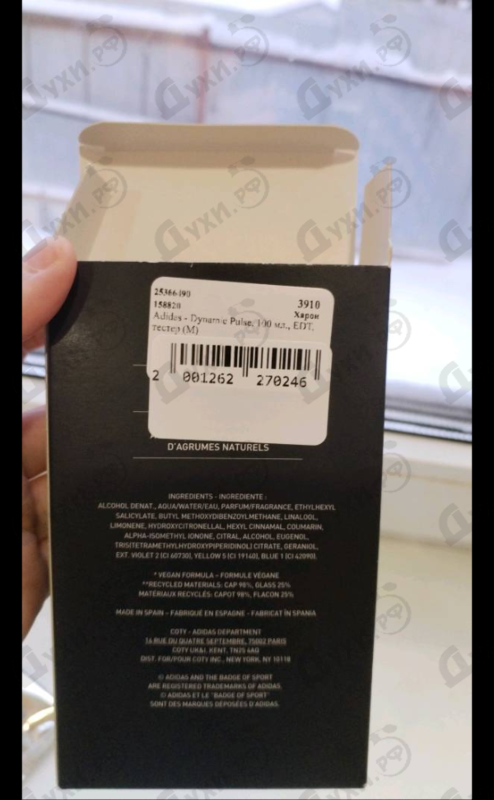 25366490
158820
3910
Харон
Adidas - Dynamic Pulse, 100 мл., EDT,
тестер (M)
2 001262 270246
D'AGRUMES NATURELS
INGREDIENTS - INGREDIENTE :
ALCOHOL DENAT., AQUA/WATER/EAU, PARFUM/FRAGRANCE, ETHYLHEXYL
SALICYLATE, BUTYL METHOXYDIBENZOYLMETHANE, LINALOOL,
LIMONENE, HYDROXYCITRONELLAL, HEXYL CINNAMAL, COUMARIN,
ALPHA-ISOMETHYL IONONE, CITRAL, ALCOHOL, EUGENOL,
TRIS(TETRAMETHYLHYDROXYPIPERIDINOL) CITRATE, GERANIOL,
EXT. VIOLET 2 (CI 60730), YELLOW 5 (CI 19140), BLUE 1 (CI 42090).
* VEGAN FORMULA - FORMULE VÉGANE
**RECYCLED MATERIALS: CAP 98%, GLASS 25%
MATÉRIAUX RECYCLÉS: CAPOT 98%, FLACON 25%
MADE IN SPAIN - FABRIQUÉ EN ESPAGNE - FABRICAT ÎN SPANIA
COTY - ADIDAS DEPARTMENT
14 RUE DU QUATRE SEPTEMBRE, 75002 PARIS
COTY UK&I, KENT, TN25 4AQ
DIST. FOR/POUR COTY INC., NEW YORK, NY 10118
© ADIDAS AND THE BADGE OF SPORT
ARE REGISTERED TRADEMARKS OF ADIDAS.
© ADIDAS ET LE "BADGE OF SPORT"
SONT DES MARQUES DÉPOSÉES D'ADIDAS.
Духи.рф